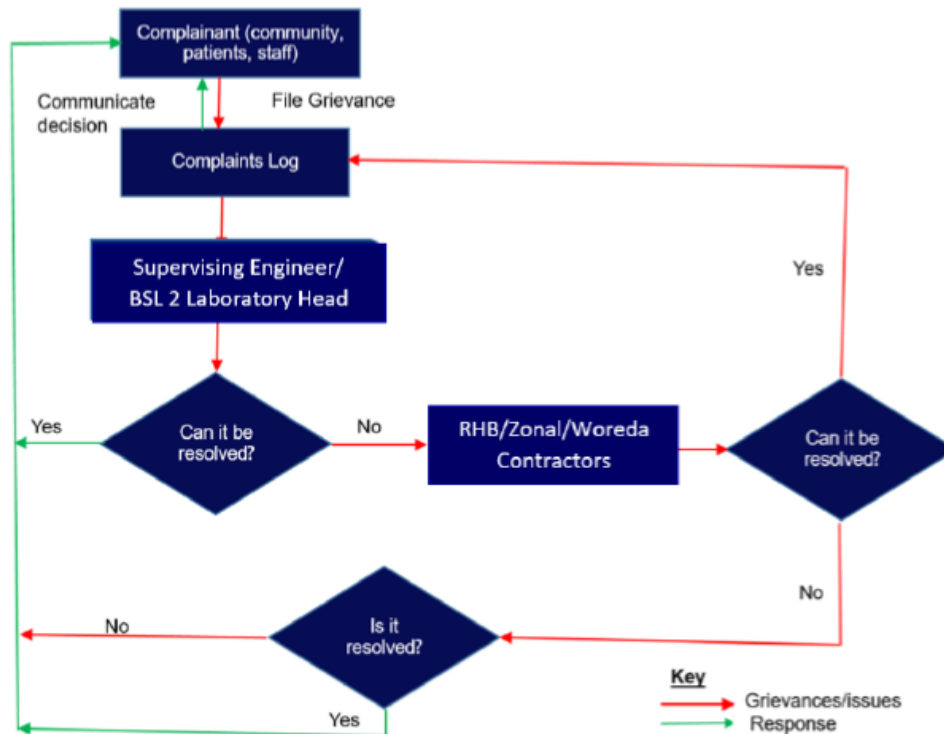 Complainant (community,
patients, staff)
Communicate
decision
File Grievance
Complaints Log
Yes
Supervising Engineer/
BSL 2 Laboratory Head
Yes
Can it be
resolved?
No
RHB/Zonal/Woreda
Contractors
Can it be
resolved?
No
No
Is it
resolved?
Yes
Key
Grievances/issues
Response